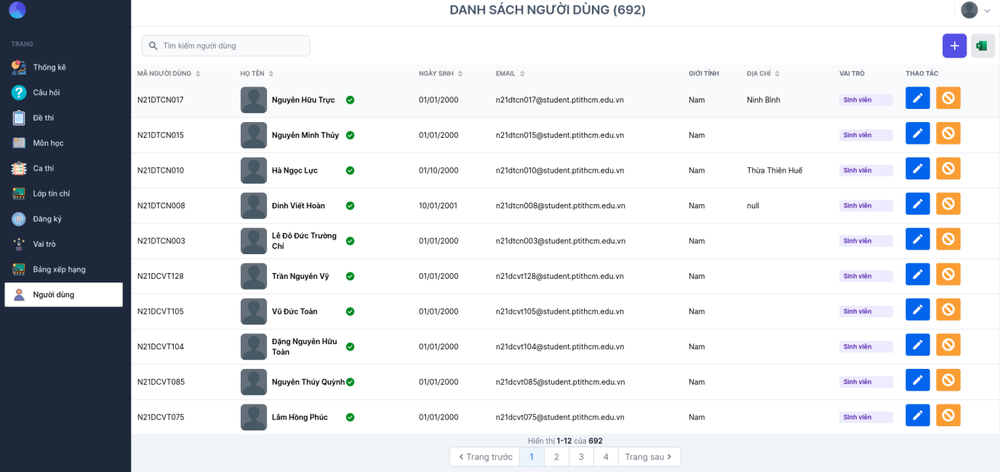 DANH SÁCH NGƯỜI DÙNG (692)
TRANG
Thống kê
Câu hỏi
Đề thi
Môn học
Ca thi
Lớp tín chỉ
Đăng ký
Vai trò
Bảng xếp hạng
Người dùng
Tìm kiếm người dùng
MÃ NGƯỜI DÙNG HỌ TÊN NGÀY SINH EMAIL GIỚI TÍNH ĐỊA CHỈ VAI TRÒ THAO TÁC
N21DTCN017 Nguyễn Hữu Trực 01/01/2000 n21dtcn017@student.ptithcm.edu.vn Nam Ninh Bình Sinh viên
N21DTCN015 Nguyễn Minh Thúy 01/01/2000 n21dtcn015@student.ptithcm.edu.vn Nam Sinh viên
N21DTCN010 Hà Ngọc Lực 01/10/2000 n21dtcn010@student.ptithcm.edu.vn Nam Thừa Thiên Huế Sinh viên
N21DTCN008 Đinh Viết Hoàn 10/01/2001 n21dtcn008@student.ptithcm.edu.vn Nam null Sinh viên
N21DTCN003 Lê Đỗ Đức Trường 01/01/2000 n21dtcn003@student.ptithcm.edu.vn Nam Sinh viên
Chí
N21DCVT128 Trần Nguyên Vỹ 01/01/2000 n21dcvt128@student.ptithcm.edu.vn Nam Sinh viên
N21DCVT105 Vũ Đức Toàn 01/01/2000 n21dcvt105@student.ptithcm.edu.vn Nam Sinh viên
N21DCVT104 Đặng Nguyễn Hữu 01/01/2000 n21dcvt104@student.ptithcm.edu.vn Nam Sinh viên
Toàn
N21DCVT085 Nguyễn Thúy Quỳnh 01/01/2000 n21dcvt085@student.ptithcm.edu.vn Nam Sinh viên
N21DCVT075 Lâm Hồng Phúc 01/01/2000 n21dcvt075@student.ptithcm.edu.vn Nam Sinh viên
Hiển thị 1-12 của 692
Trang trước 1 2 3 4 Trang sau